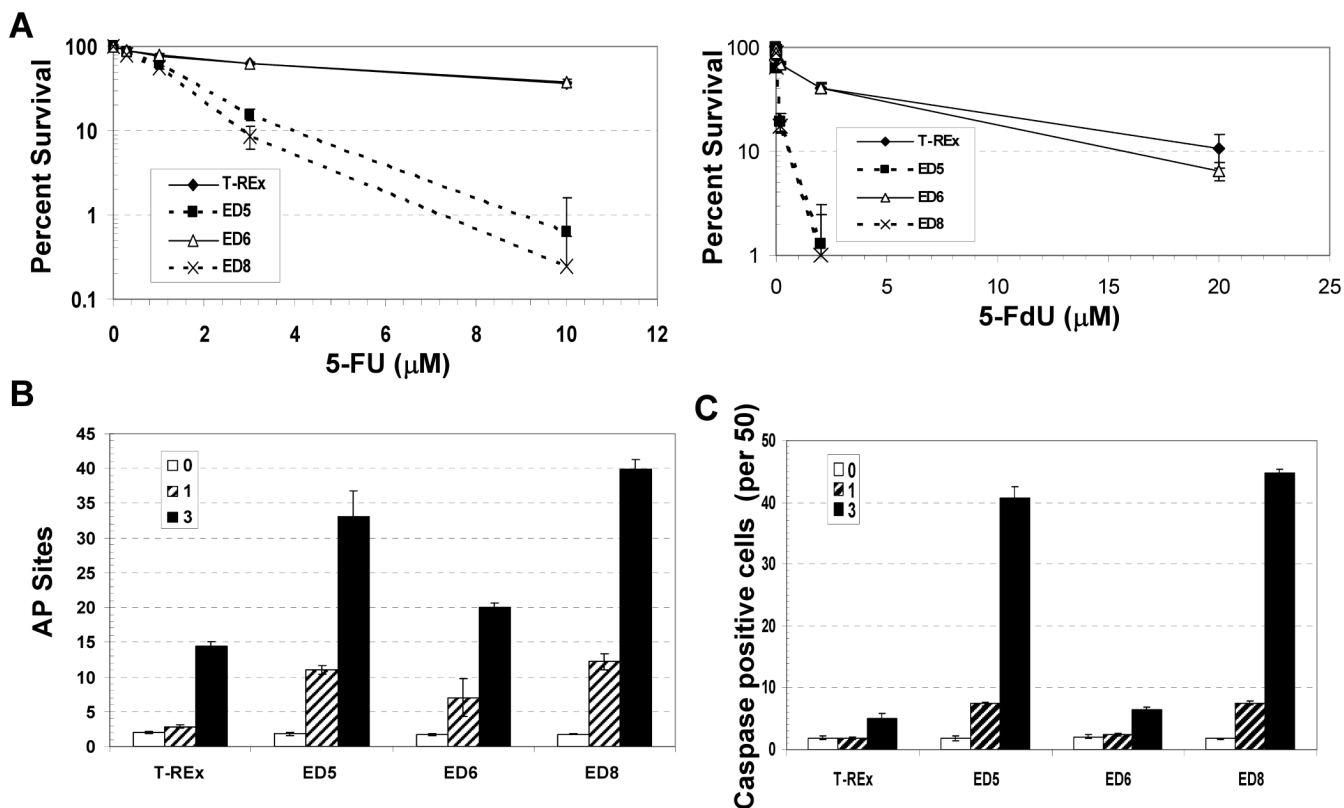 A
Percent Survival
100
10
1
0.1
0 2 4 6 8 10 12
5-FU (μM)
T-REx
ED5
ED6
ED8
Percent Survival
100
10
1
0 5 10 15 20 25
5-FdU (μM)
T-REx
ED5
ED6
ED8
B
AP Sites
45
40
35
30
25
20
15
10
5
0
0
1
3
T-REx ED5 ED6 ED8
C
Caspase positive cells (per 50)
50
40
30
20
10
0
0
1
3
T-REx ED5 ED6 ED8